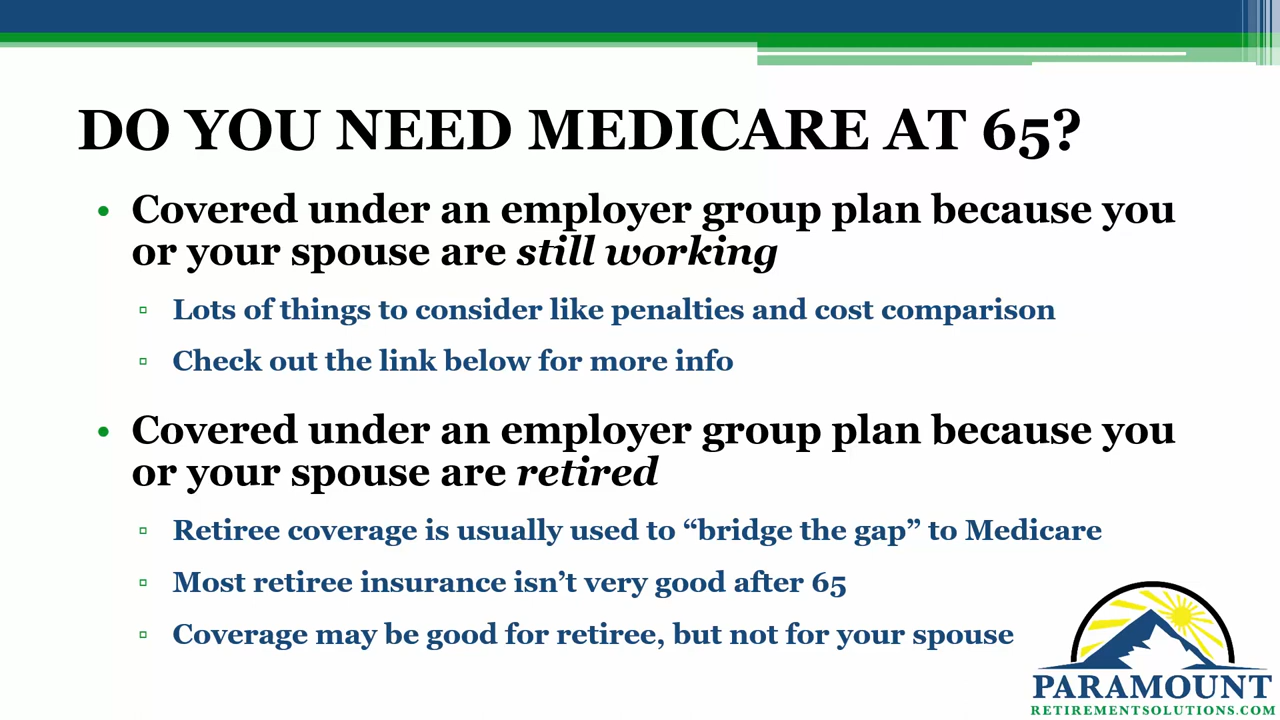 DO YOU NEED MEDICARE AT 65?
• Covered under an employer group plan because you
or your spouse are still working
▫ Lots of things to consider like penalties and cost comparison
▫ Check out the link below for more info
• Covered under an employer group plan because you
or your spouse are retired
▫ Retiree coverage is usually used to “bridge the gap” to Medicare
▫ Most retiree insurance isn’t very good after 65
▫ Coverage may be good for retiree, but not for your spouse
PARAMOUNT
RETIREMENTSOLUTIONS.COM